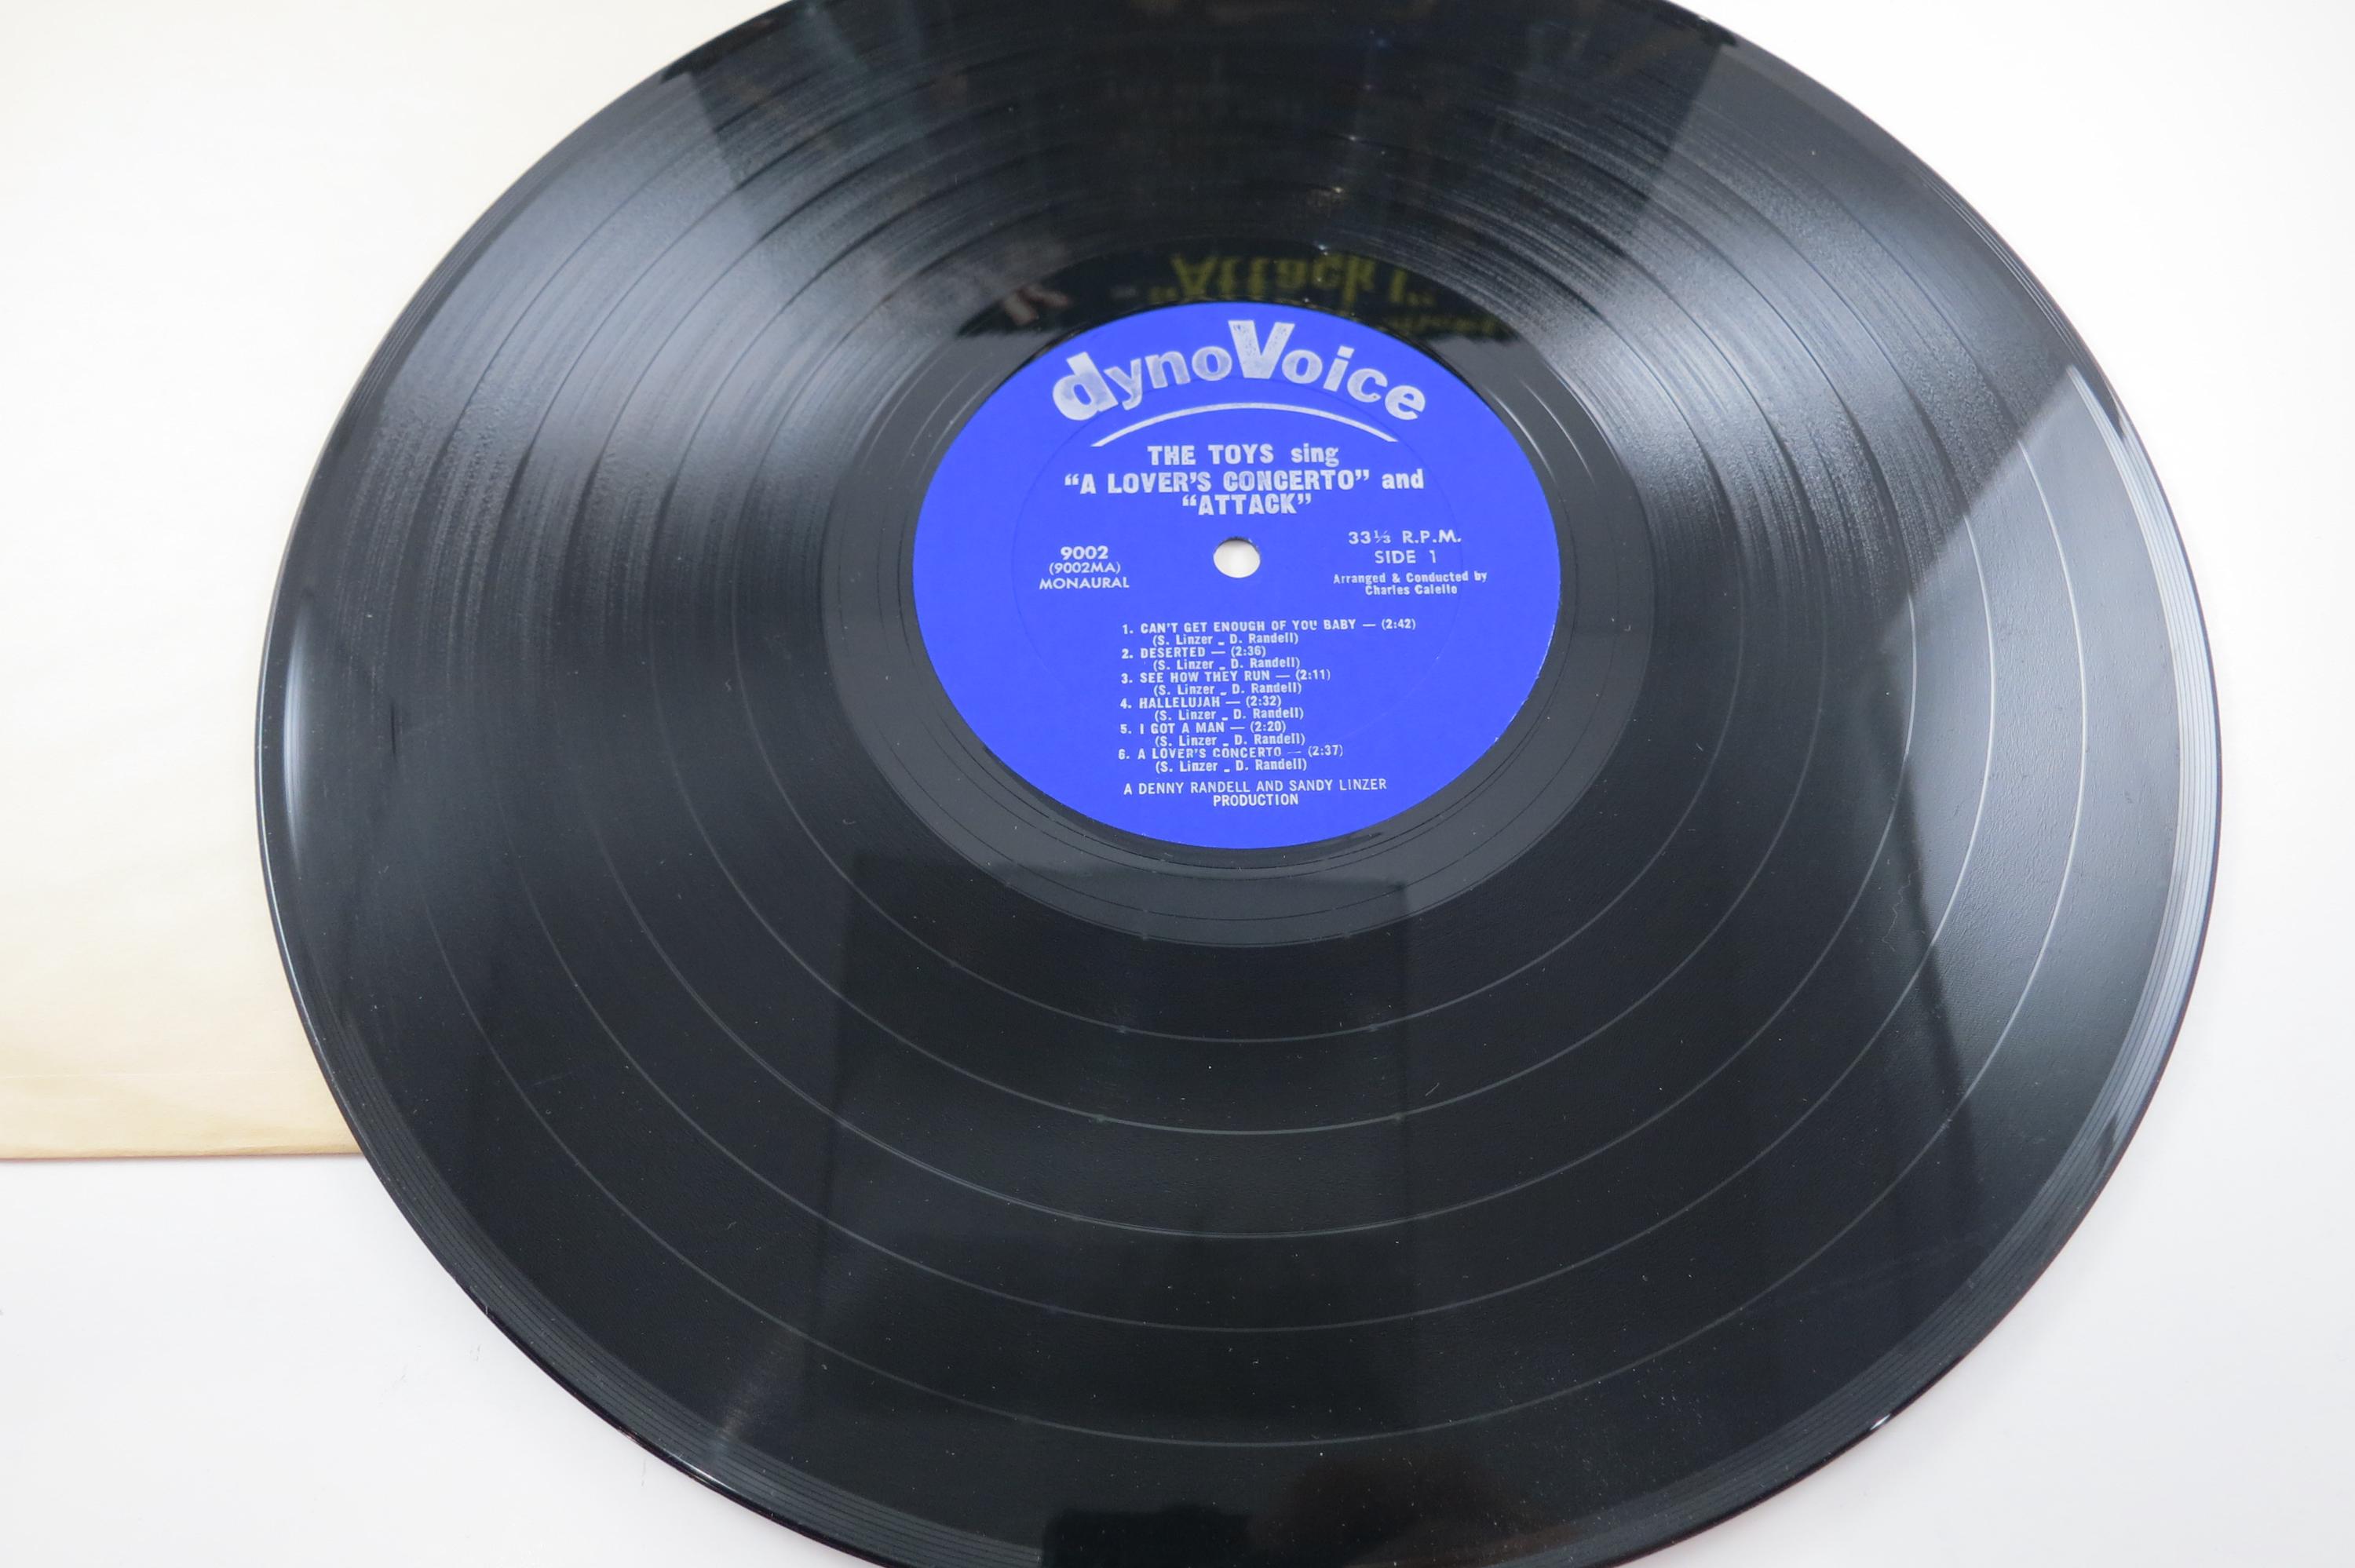 "Attack!"
dynoVoice
THE TOYS sing
"A LOVER'S CONCERTO" and
"ATTACK"
9002
(9002MA)
MONAURAL
33⅓ R.P.M.
SIDE 1
Arranged & Conducted by
Charles Calello
1. CAN'T GET ENOUGH OF YOU BABY — (2:42)
(S. Linzer - D. Randell)
2. DESERTED — (2:36)
(S. Linzer - D. Randell)
3. SEE HOW THEY RUN — (2:11)
(S. Linzer - D. Randell)
4. HALLELUJAH — (2:32)
(S. Linzer - D. Randell)
5. I GOT A MAN — (2:20)
(S. Linzer - D. Randell)
6. A LOVER'S CONCERTO — (2:37)
(S. Linzer - D. Randell)
A DENNY RANDELL AND SANDY LINZER
PRODUCTION